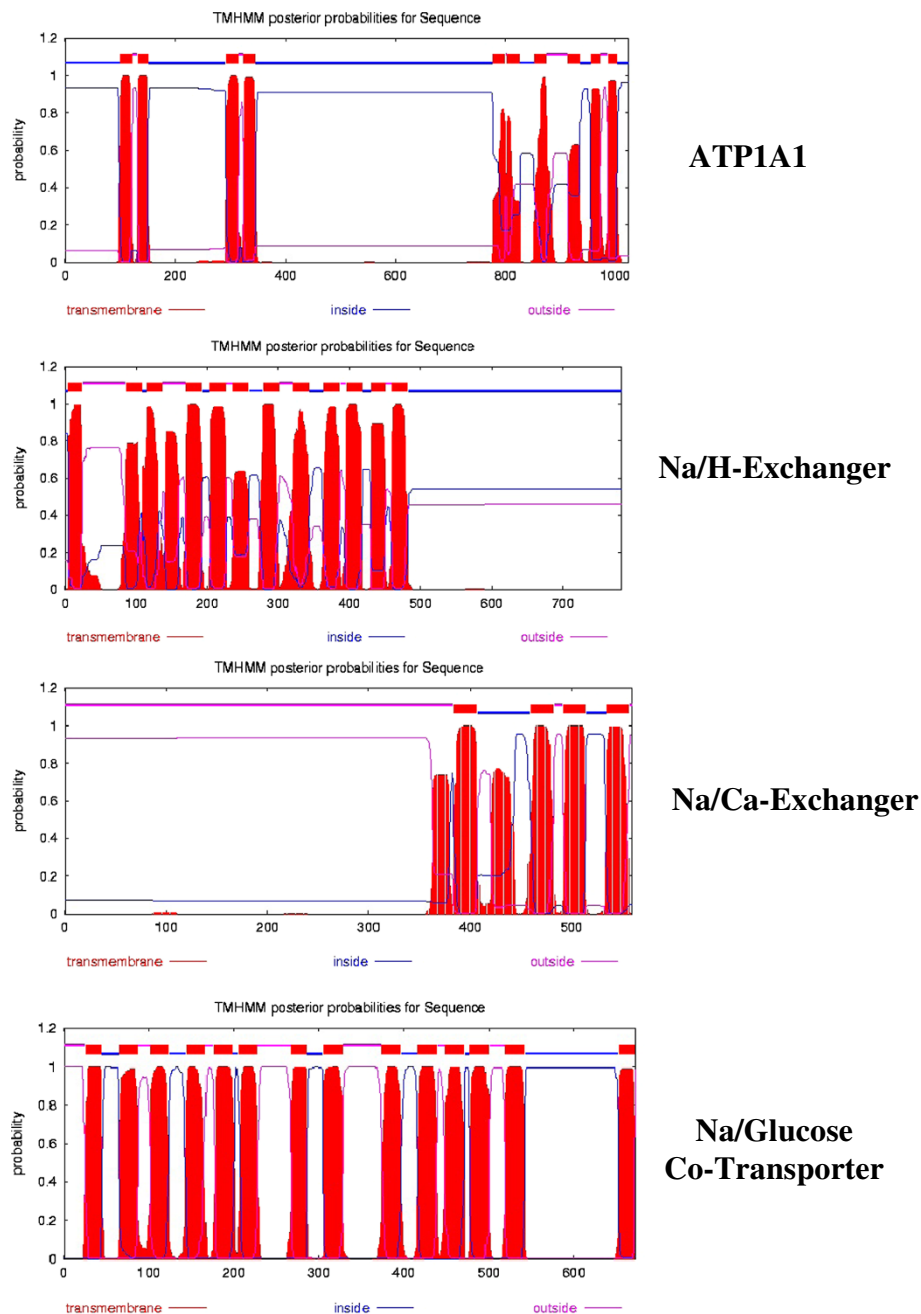 TMHMM posterior probabilities for Sequence
1.2
1
0.8
0.6
0.4
0.2
0
probability
0 200 400 600 800 1000
transmembrane inside outside
ATP1A1
TMHMM posterior probabilities for Sequence
1.2
1
0.8
0.6
0.4
0.2
0
probability
0 100 200 300 400 500 600 700
transmembrane inside outside
Na/H-Exchanger
TMHMM posterior probabilities for Sequence
1.2
1
0.8
0.6
0.4
0.2
0
probability
0 100 200 300 400 500
transmembrane inside outside
Na/Ca-Exchanger
TMHMM posterior probabilities for Sequence
1.2
1
0.8
0.6
0.4
0.2
0
probability
0 100 200 300 400 500 600
transmembrane inside outside
Na/Glucose
Co-Transporter